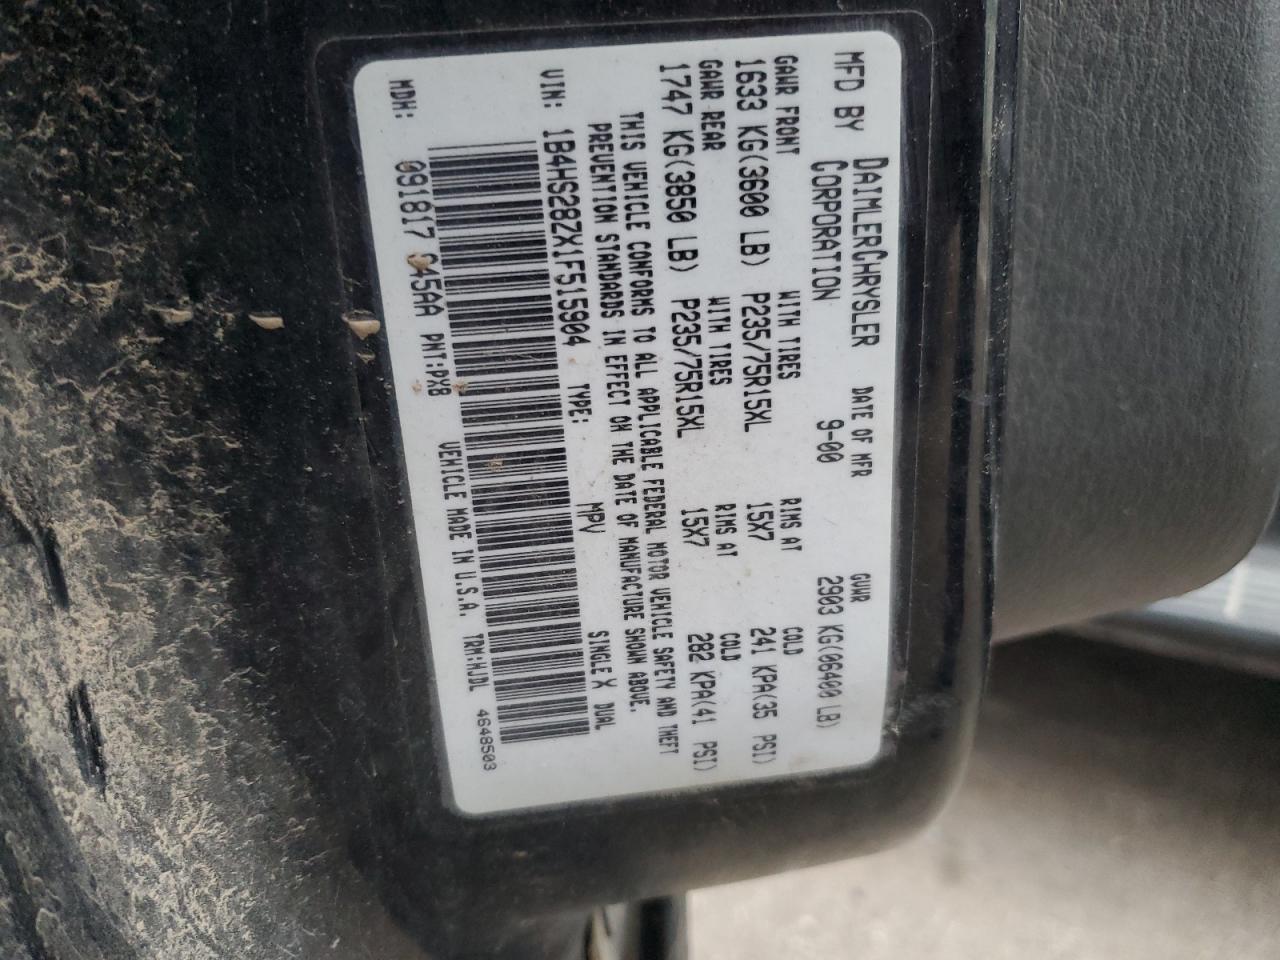 MFD BY DAIMLERCHRYSLER CORPORATION DATE OF MFR 9-00 GVWR 2903 KG(06400 LB)
GAWR FRONT WITH TIRES RIMS AT COLD
1633 KG(3600 LB) P235/75R15XL 15X7 241 KPA(35 PSI)
GAWR REAR WITH TIRES RIMS AT COLD
1747 KG(3850 LB) P235/75R15XL 15X7 282 KPA(41 PSI)
THIS VEHICLE CONFORMS TO ALL APPLICABLE FEDERAL MOTOR VEHICLE SAFETY AND THEFT
PREVENTION STANDARDS IN EFFECT ON THE DATE OF MANUFACTURE SHOWN ABOVE.
VIN: 1B4HS28ZX1F515904 TYPE: MPV SINGLE X DUAL
MDH: 091817 C45AA PNT:PX8 VEHICLE MADE IN U.S.A. TRM:WJDL 4648503